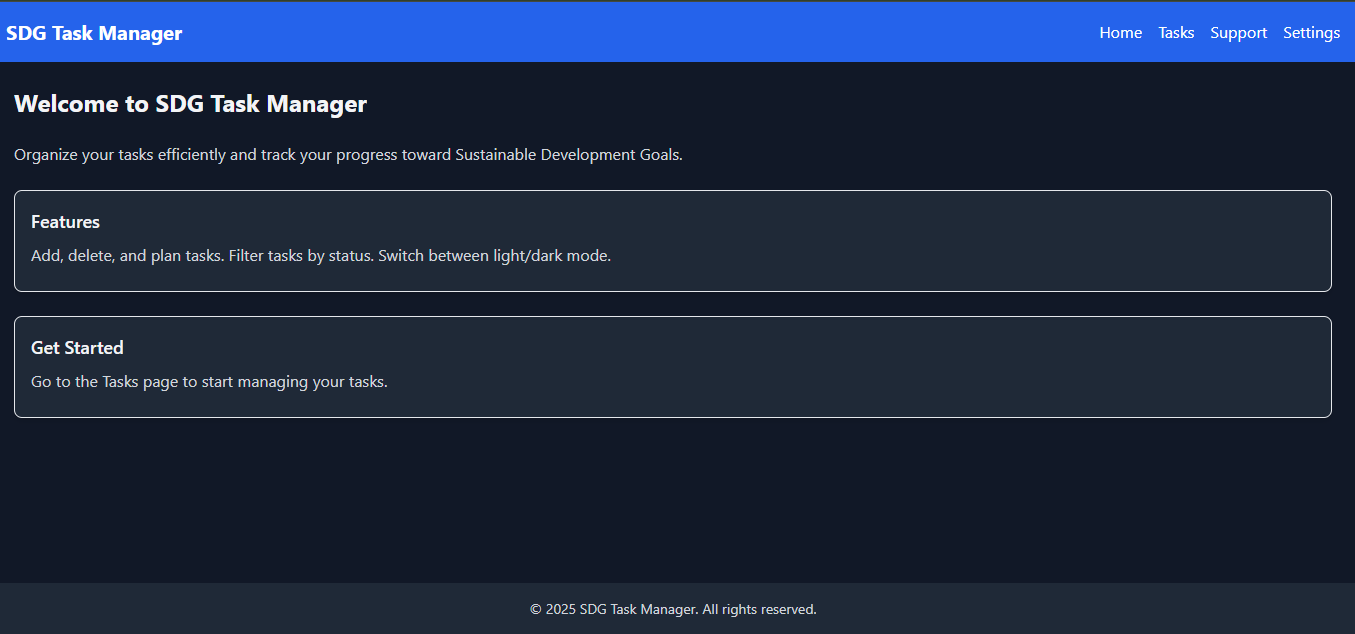 SDG Task Manager
Home Tasks Support Settings
Welcome to SDG Task Manager
Organize your tasks efficiently and track your progress toward Sustainable Development Goals.
Features
Add, delete, and plan tasks. Filter tasks by status. Switch between light/dark mode.
Get Started
Go to the Tasks page to start managing your tasks.
© 2025 SDG Task Manager. All rights reserved.